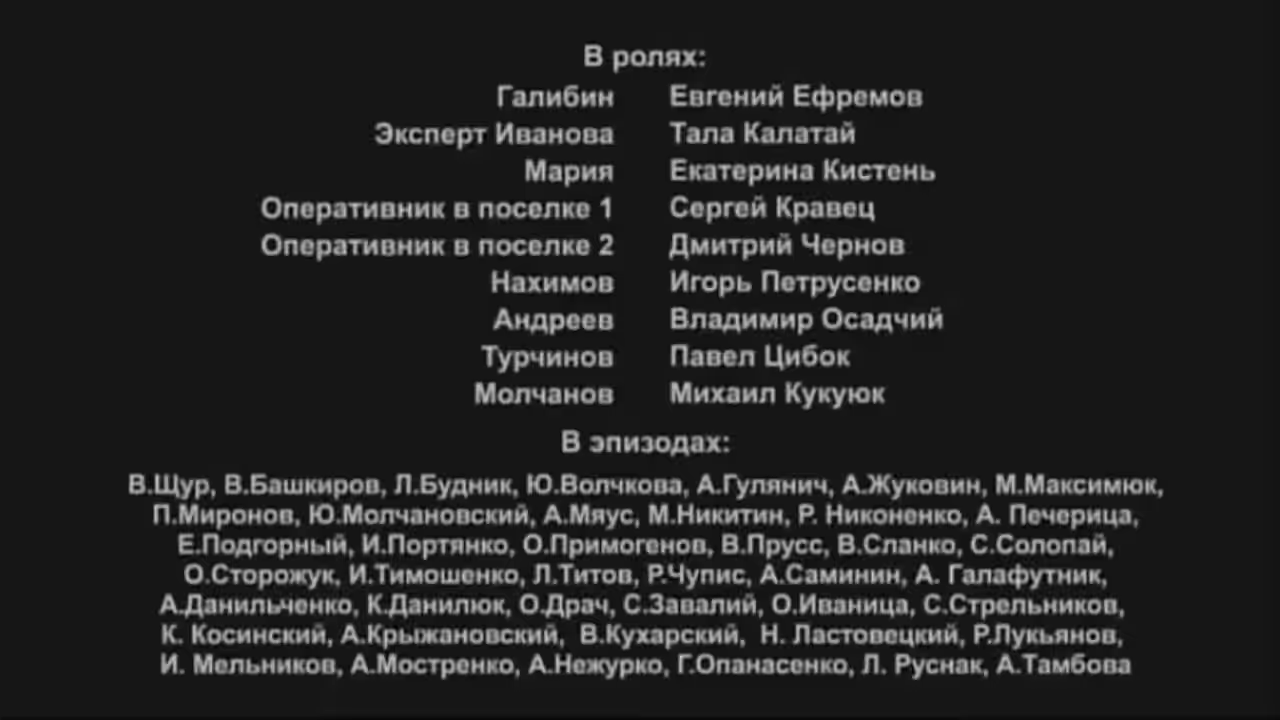 В ролях:
Галибин Евгений Ефремов
Эксперт Иванова Тала Калатай
Мария Екатерина Кистень
Оперативник в поселке 1 Сергей Кравец
Оперативник в поселке 2 Дмитрий Чернов
Нахимов Игорь Петрусенко
Андреев Владимир Осадчий
Турчинов Павел Цибок
Молчанов Михаил Кукуюк
В эпизодах:
В.Щур, В.Башкиров, Л.Будник, Ю.Волчкова, А.Гулянич, А.Жуковин, М.Максимюк,
П.Миронов, Ю.Молчановский, А.Мяус, М.Никитин, Р. Никоненко, А. Печерица,
Е.Подгорный, И.Портянко, О.Примогенов, В.Прусс, В.Сланко, С.Солопай,
О.Сторожук, И.Тимошенко, Л.Титов, Р.Чупис, А.Саминин, А. Галафутник,
А.Данильченко, К.Данилюк, О.Драч, С.Завалий, О.Иваница, С.Стрельников,
К. Косинский, А.Крыжановский, В.Кухарский, Н. Ластовецкий, Р.Лукьянов,
И. Мельников, А.Мостренко, А.Нежурко, Г.Опанасенко, Л. Руснак, А.Тамбова